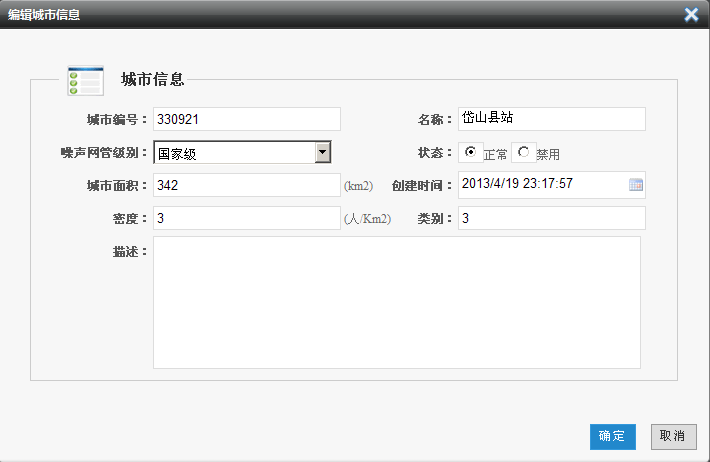 编辑城市信息
城市信息
城市编号： 330921 名称： 岱山县站
噪声网管级别： 国家级 状态： 正常 禁用
城市面积： 342 (km2) 创建时间： 2013/4/19 23:17:57
密度： 3 (人/Km2) 类别： 3
描述：
确定 取消